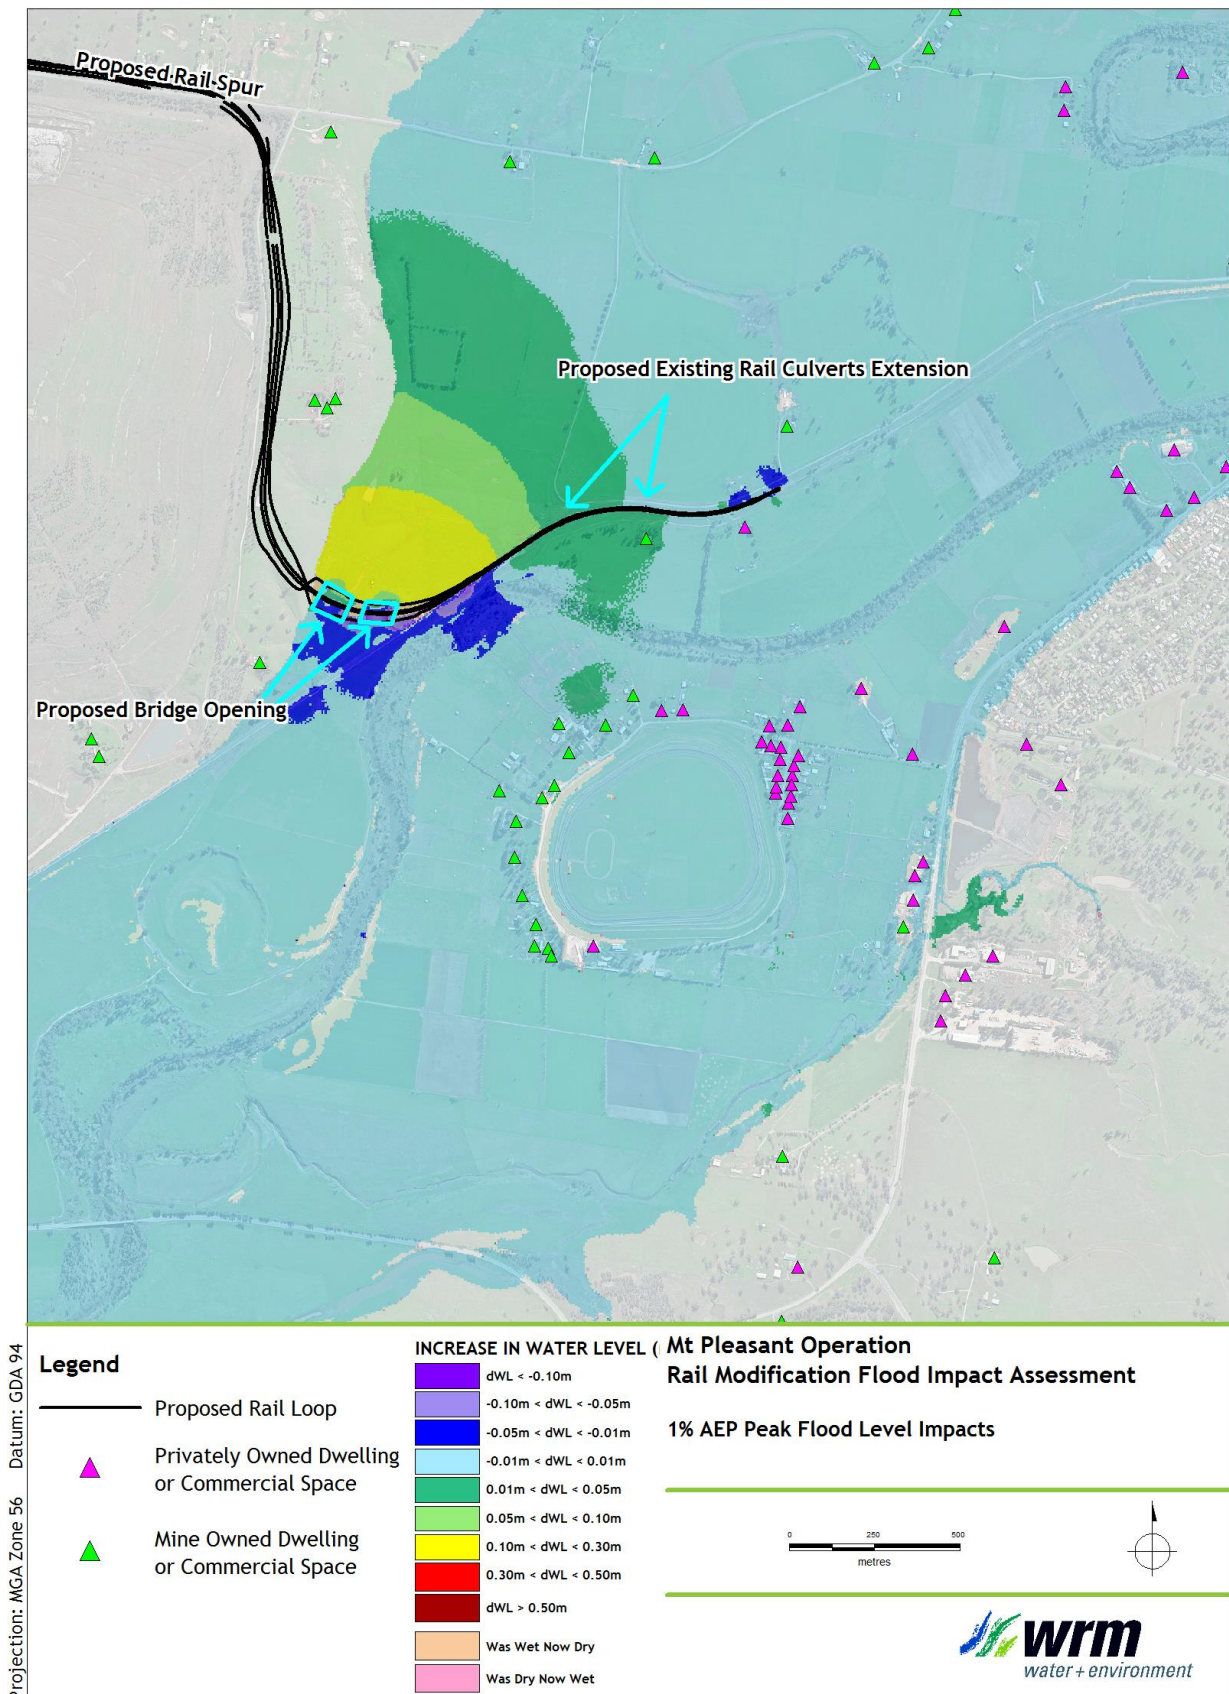 Proposed Rail Spur
Proposed Existing Rail Culverts Extension
Proposed Bridge Opening
Projection: MGA Zone 56 Datum: GDA 94
Legend
Proposed Rail Loop
Privately Owned Dwelling
or Commercial Space
Mine Owned Dwelling
or Commercial Space
INCREASE IN WATER LEVEL (
dWL < -0.10m
-0.10m < dWL < -0.05m
-0.05m < dWL < -0.01m
-0.01m < dWL < 0.01m
0.01m < dWL < 0.05m
0.05m < dWL < 0.10m
0.10m < dWL < 0.30m
0.30m < dWL < 0.50m
dWL > 0.50m
Was Wet Now Dry
Was Dry Now Wet
Mt Pleasant Operation
Rail Modification Flood Impact Assessment
1% AEP Peak Flood Level Impacts
0 250 500
metres
wrm
water + environment